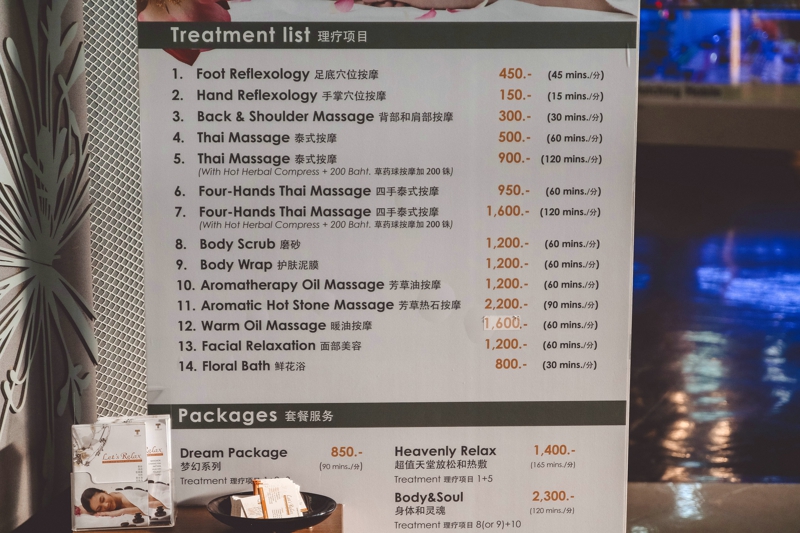 Treatment list 理疗项目
1. Foot Reflexology 足底穴位按摩 450.- (45 mins./分)
2. Hand Reflexology 手掌穴位按摩 150.- (15 mins./分)
3. Back & Shoulder Massage 背部和肩部按摩 300.- (30 mins./分)
4. Thai Massage 泰式按摩 500.- (60 mins./分)
5. Thai Massage 泰式按摩 900.- (120 mins./分)
(With Hot Herbal Compress + 200 Baht. 草药球按摩加 200 铢)
6. Four-Hands Thai Massage 四手泰式按摩 950.- (60 mins./分)
7. Four-Hands Thai Massage 四手泰式按摩 1,600.- (120 mins./分)
(With Hot Herbal Compress + 200 Baht. 草药球按摩加 200 铢)
8. Body Scrub 磨砂 1,200.- (60 mins./分)
9. Body Wrap 护肤泥膜 1,200.- (60 mins./分)
10. Aromatherapy Oil Massage 芳草油按摩 1,200.- (60 mins./分)
11. Aromatic Hot Stone Massage 芳草热石按摩 2,200.- (90 mins./分)
12. Warm Oil Massage 暖油按摩 1,600.- (60 mins./分)
13. Facial Relaxation 面部美容 1,200.- (60 mins./分)
14. Floral Bath 鲜花浴 800.- (30 mins./分)
Packages 套餐服务
Dream Package 850.-
梦幻系列 (90 mins./分)
Treatment 理疗项
Heavenly Relax 1,400.-
超值天堂放松和热敷 (165 mins./分)
Treatment 理疗项目 1+5
Body&Soul 2,300.-
身体和灵魂 (120 mins./分)
Treatment 理疗项目 8(or 9)+10
Let's Relax
Relax